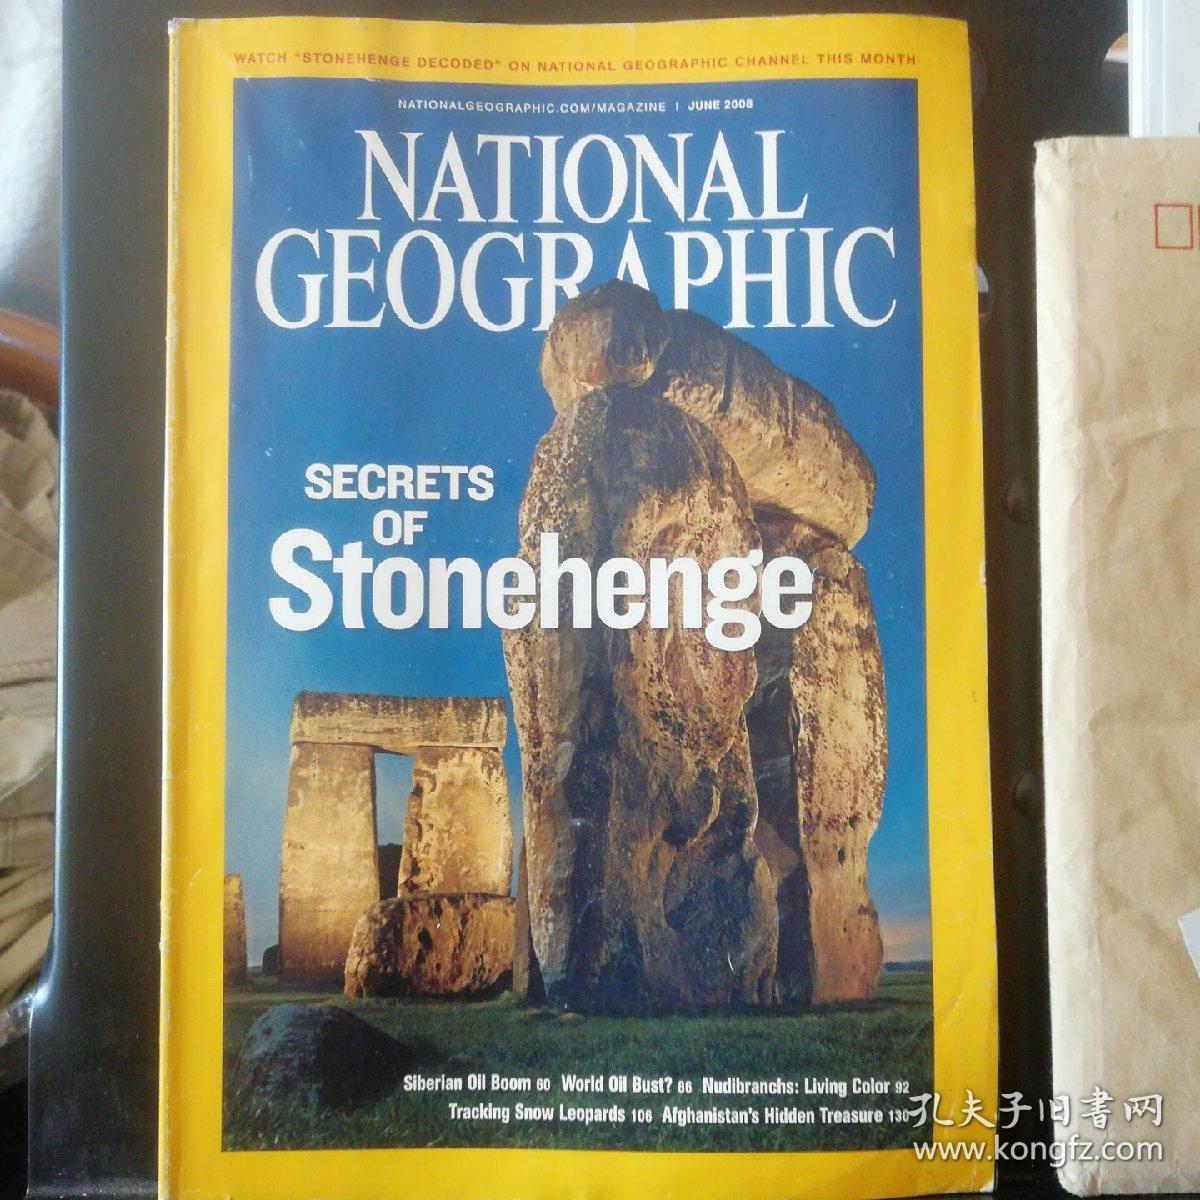 WATCH "STONEHENGE DECODED" ON NATIONAL GEOGRAPHIC CHANNEL THIS MONTH
NATIONALGEOGRAPHIC.COM/MAGAZINE | JUNE 2008
NATIONAL
GEOGRAPHIC
SECRETS
OF
Stonehenge
Siberian Oil Boom 60 World Oil Bust? 86 Nudibranchs: Living Color 92
Tracking Snow Leopards 106 Afghanistan's Hidden Treasure 130
孔夫子旧书网
www.kongfz.com